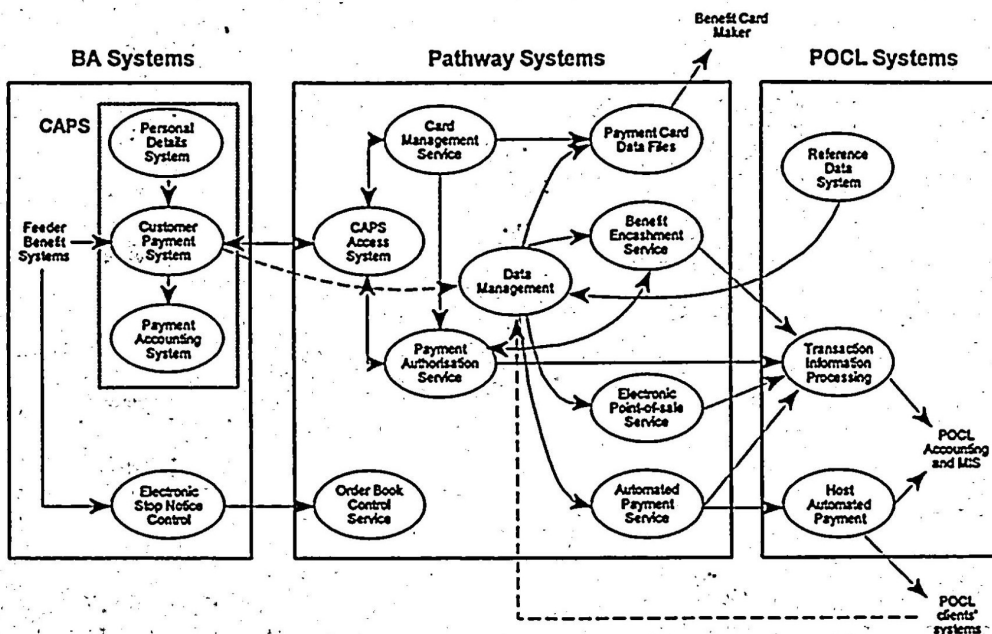 Benefit Card
Maker
BA Systems
Pathway Systems
POCL Systems
CAPS
Personal
Details
System
Card
Management
Service
Payment Card
Data Files
Reference
Data
System
Feeder
Benefit
Systems
Customer
Payment
System
CAPS
Access
System
Benefit
Encashment
Service
Data
Management
Payment
Accounting
System
Payment
Authorisation
Service
Transaction
Information
Processing
Electronic
Point-of-sale
Service
POCL
Accounting
and MIS
Electronic
Stop Notice
Control
Order Book
Control
Service
Automated
Payment
Service
Host
Automated
Payment
POCL
clients'
systems